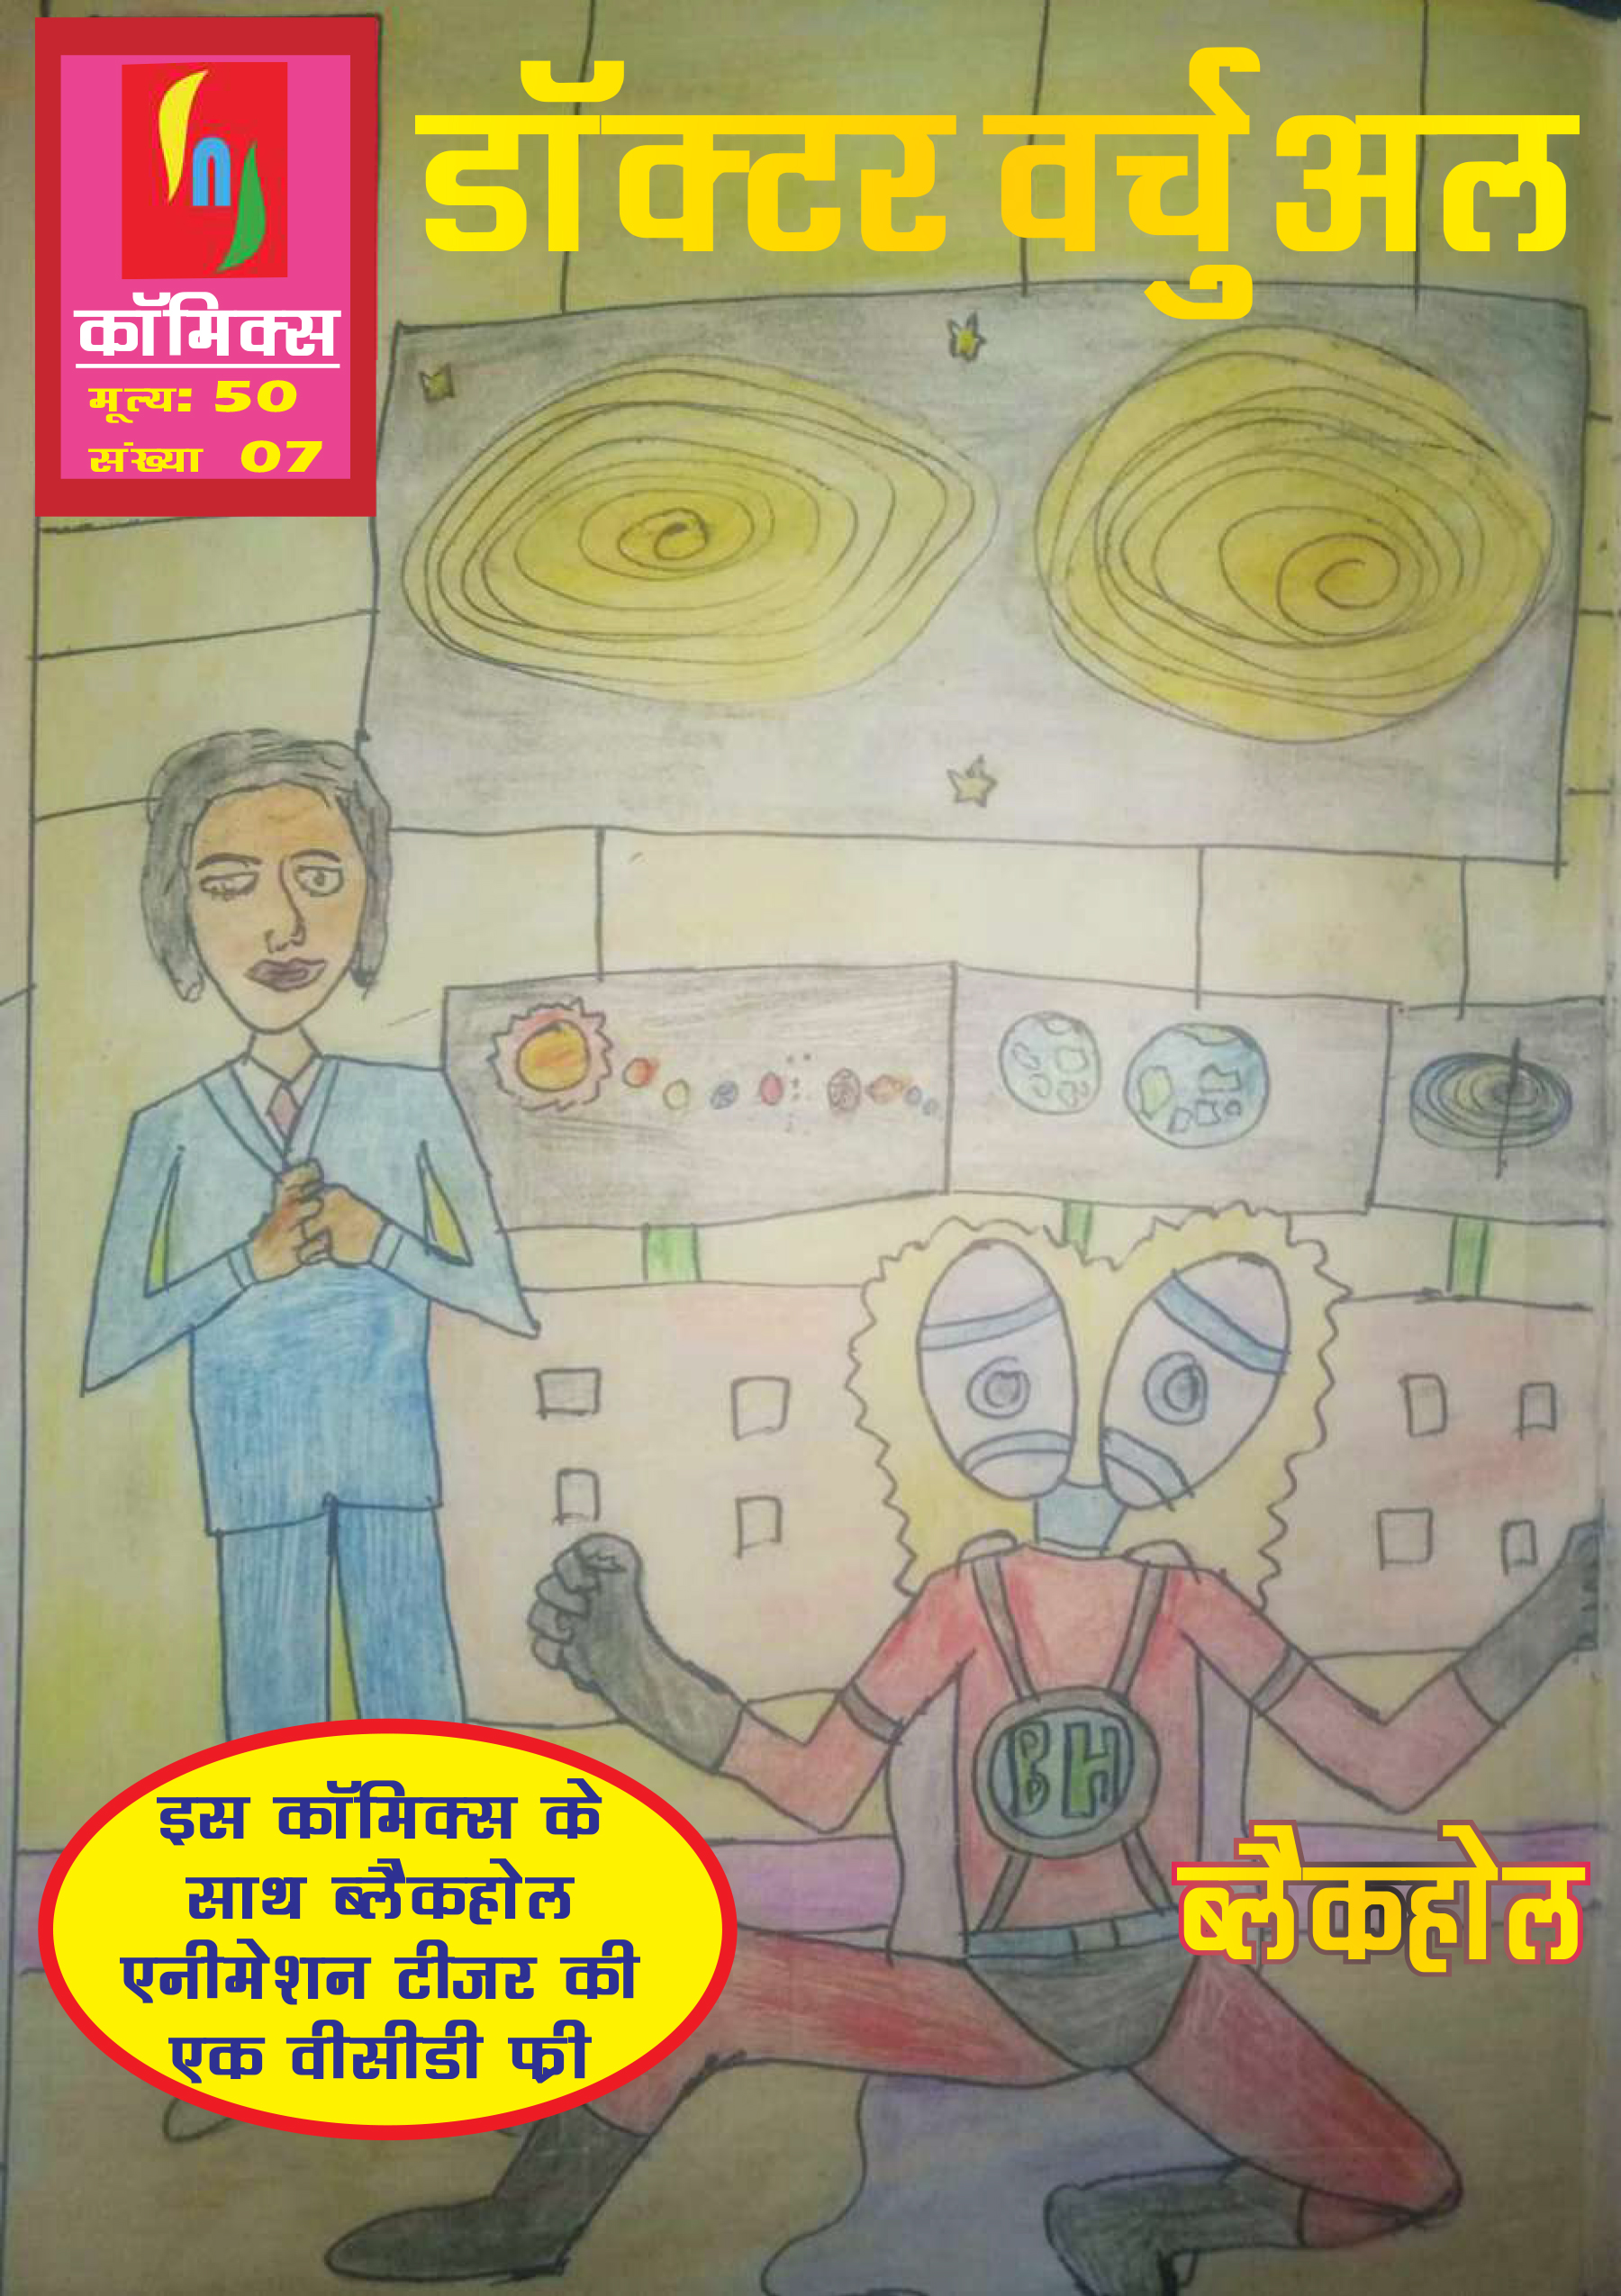 डॉक्टर वर्चुअल
n
कॉमिक्स
मूल्य: 50
संख्या 07
BH
ब्लैकहोल
इस कॉमिक्स के
साथ ब्लैकहोल
एनीमेशन टीजर की
एक वीसीडी फ्री